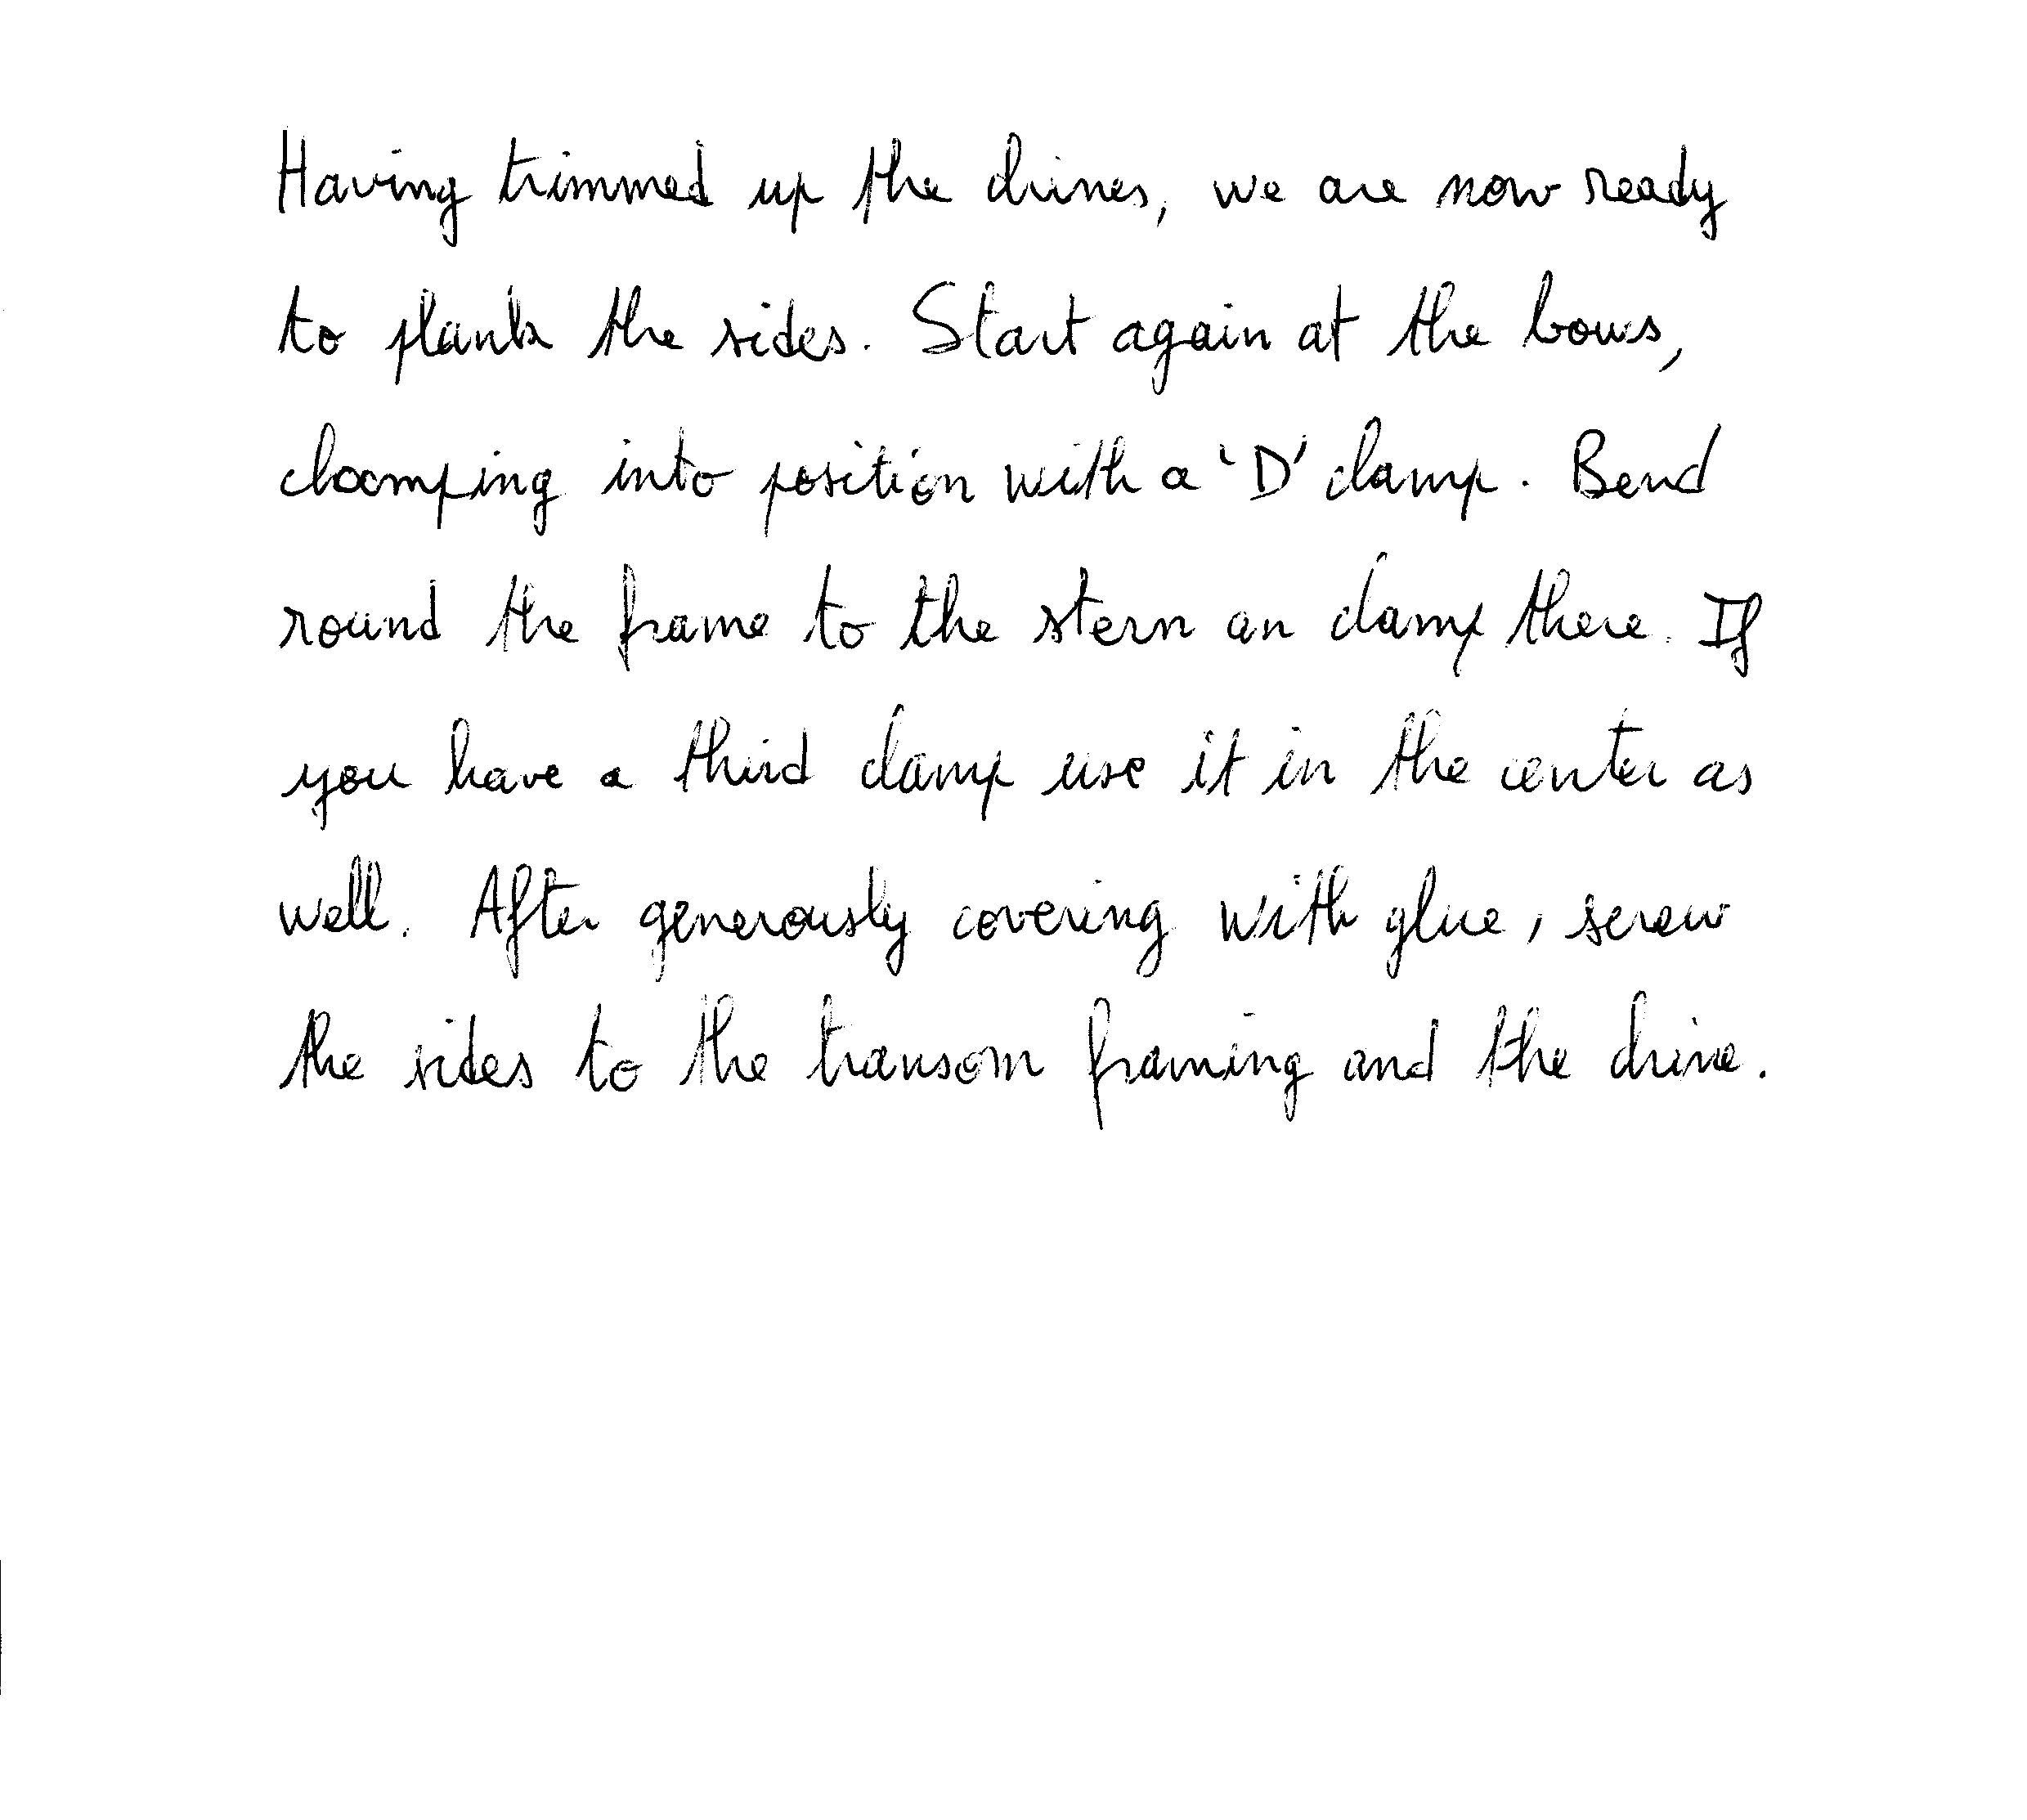 Having trimmed up the chines, we are now ready
to plank the sides. Start again at the bows,
cloomping into position with a 'D' clamp. Bend
round the frame to the stern an clamp there. If
you have a third clamp use it in the center as
well. After generously covering with glue, screw
the sides to the transom framing and the chine.